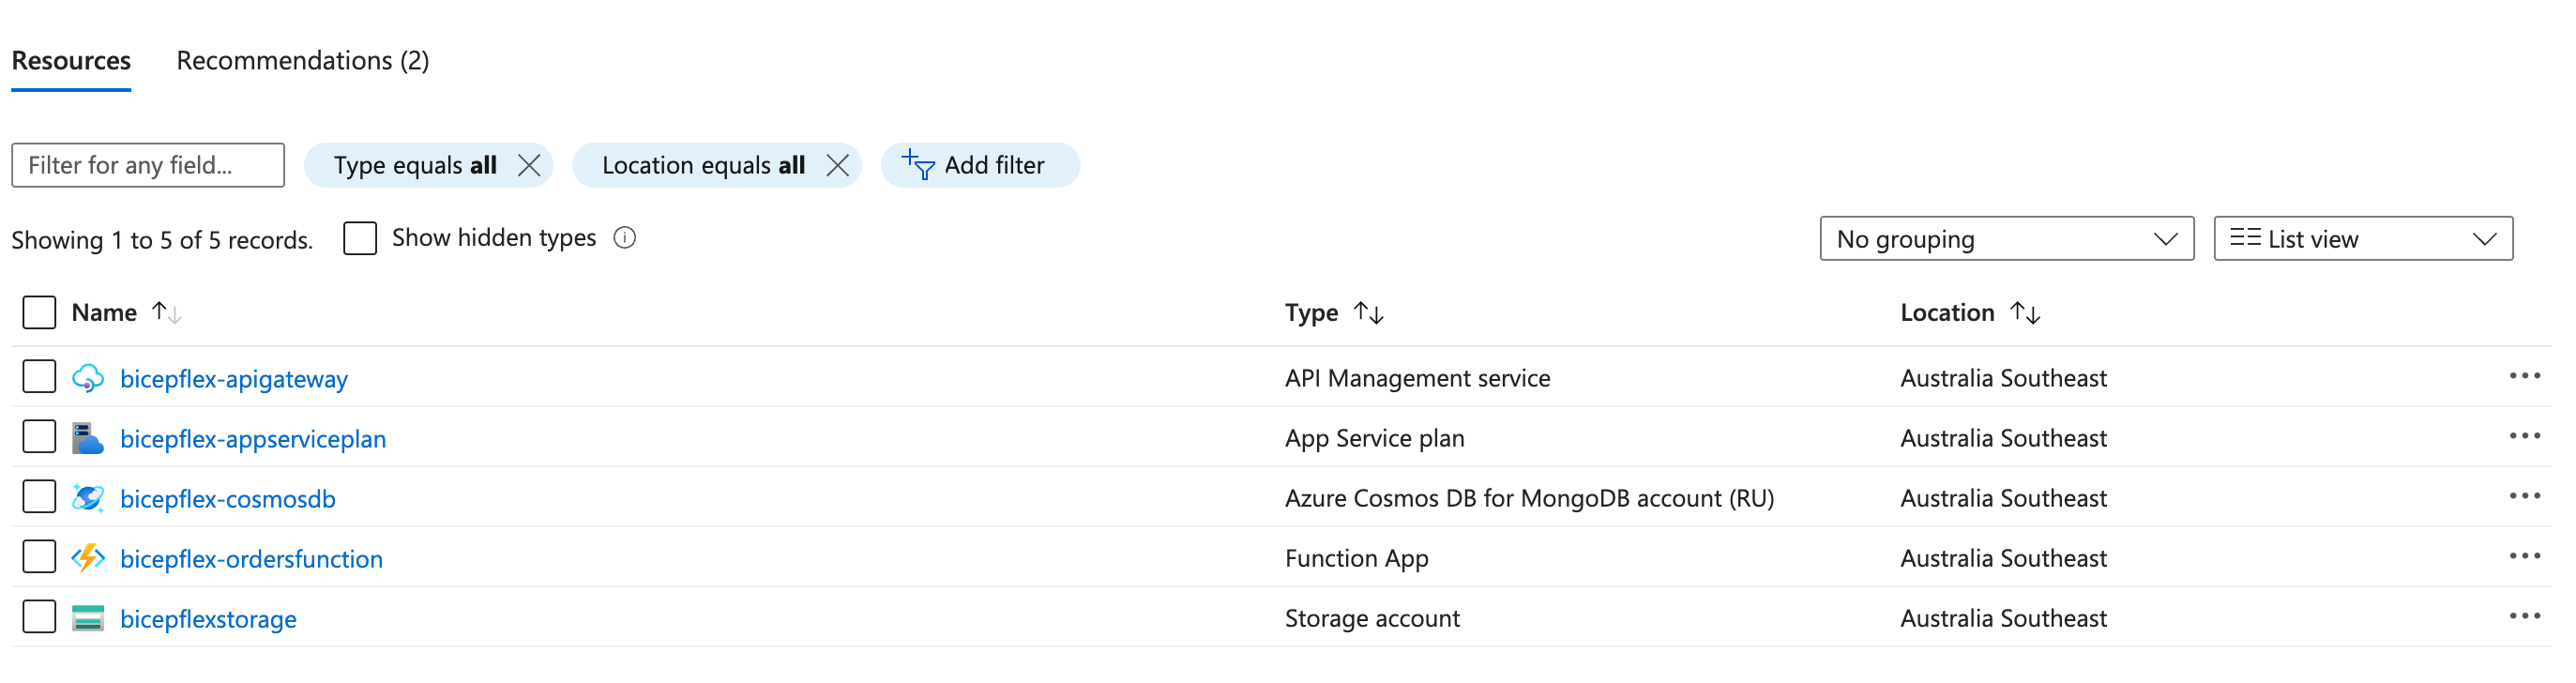 Resources Recommendations (2)
Filter for any field... Type equals all Location equals all Add filter
Showing 1 to 5 of 5 records. Show hidden types No grouping List view
Name Type Location
bicepflex-apigateway API Management service Australia Southeast
bicepflex-appserviceplan App Service plan Australia Southeast
bicepflex-cosmosdb Azure Cosmos DB for MongoDB account (RU) Australia Southeast
bicepflex-ordersfunction Function App Australia Southeast
bicepflexstorage Storage account Australia Southeast